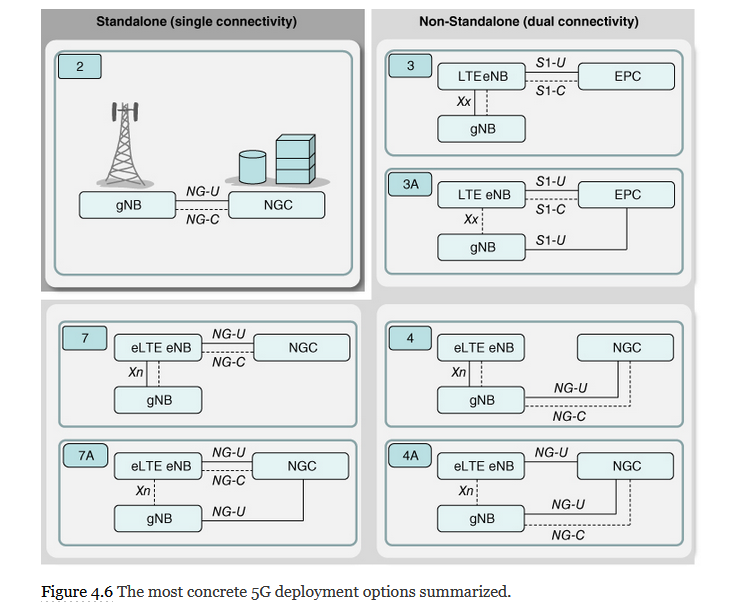 Standalone (single connectivity)
Non-Standalone (dual connectivity)
2
gNB
NG-U
NG-C
NGC
3
LTEeNB
S1-U
S1-C
EPC
Xx
gNB
3A
LTE eNB
S1-U
S1-C
EPC
Xx
gNB
S1-U
7
eLTE eNB
NG-U
NG-C
NGC
Xn
gNB
4
eLTE eNB
NGC
Xn
gNB
NG-U
NG-C
7A
eLTE eNB
NG-U
NG-C
NGC
Xn
gNB
NG-U
4A
eLTE eNB
NG-U
NGC
Xn
gNB
NG-U
NG-C
Figure 4.6 The most concrete 5G deployment options summarized.